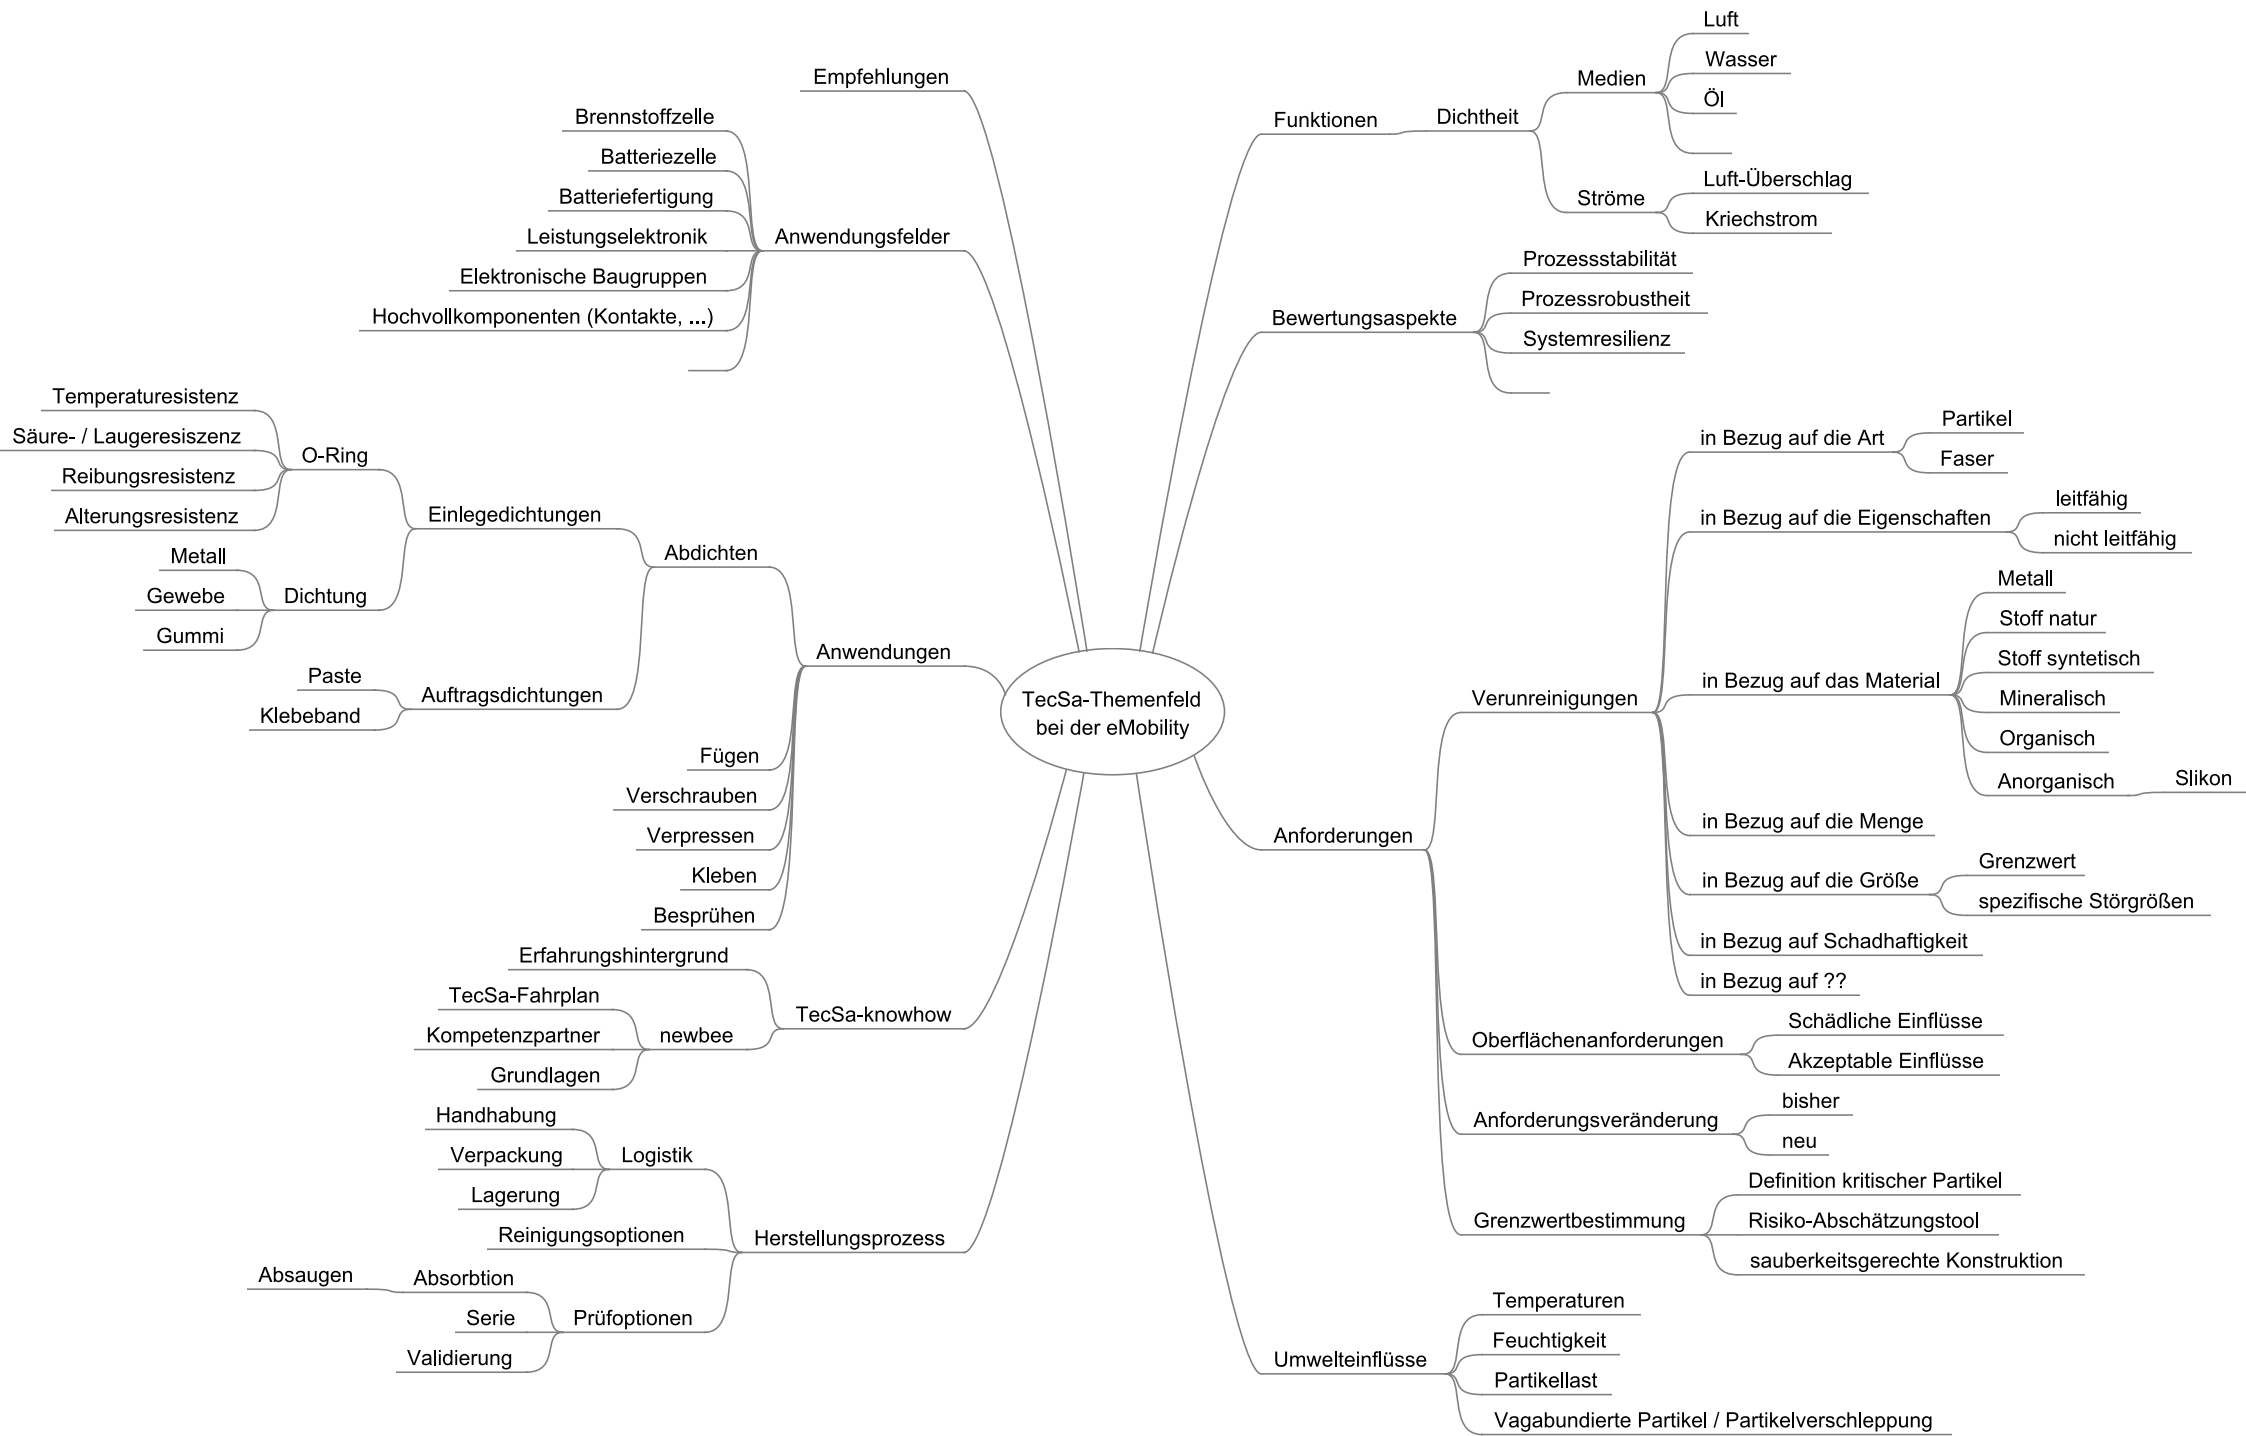 TecSa-Themenfeld
bei der eMobility
Empfehlungen
Anwendungsfelder
Brennstoffzelle
Batteriezelle
Batteriefertigung
Leistungselektronik
Elektronische Baugruppen
Hochvollkomponenten (Kontakte, ...)
Anwendungen
Abdichten
Einlegedichtungen
O-Ring
Temperaturesistenz
Säure- / Laugeresiszenz
Reibungsresistenz
Alterungsresistenz
Dichtung
Metall
Gewebe
Gummi
Auftragsdichtungen
Paste
Klebeband
Fügen
Verschrauben
Verpressen
Kleben
Besprühen
TecSa-knowhow
Erfahrungshintergrund
newbee
TecSa-Fahrplan
Kompetenzpartner
Grundlagen
Herstellungsprozess
Logistik
Handhabung
Verpackung
Lagerung
Reinigungsoptionen
Prüfoptionen
Absorbtion
Absaugen
Serie
Validierung
Funktionen
Dichtheit
Medien
Luft
Wasser
Öl
Ströme
Luft-Überschlag
Kriechstrom
Bewertungsaspekte
Prozessstabilität
Prozessrobustheit
Systemresilienz
Anforderungen
Verunreinigungen
in Bezug auf die Art
Partikel
Faser
in Bezug auf die Eigenschaften
leitfähig
nicht leitfähig
in Bezug auf das Material
Metall
Stoff natur
Stoff syntetisch
Mineralisch
Organisch
Anorganisch
Slikon
in Bezug auf die Menge
in Bezug auf die Größe
Grenzwert
spezifische Störgrößen
in Bezug auf Schadhaftigkeit
in Bezug auf ??
Oberflächenanforderungen
Schädliche Einflüsse
Akzeptable Einflüsse
Anforderungsveränderung
bisher
neu
Grenzwertbestimmung
Definition kritischer Partikel
Risiko-Abschätzungstool
sauberkeitsgerechte Konstruktion
Umwelteinflüsse
Temperaturen
Feuchtigkeit
Partikellast
Vagabundierte Partikel / Partikelverschleppung